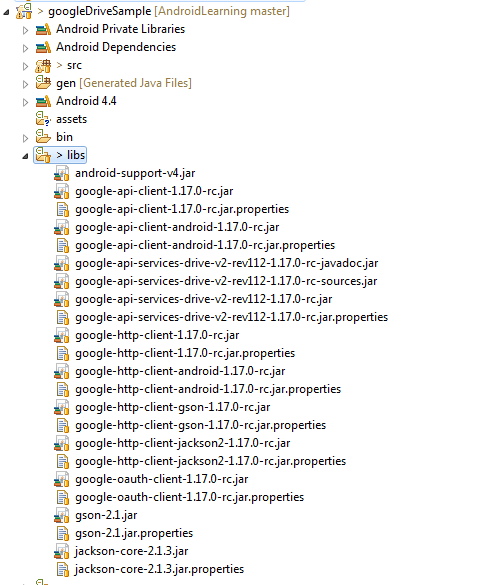 > googleDriveSample [AndroidLearning master]
Android Private Libraries
Android Dependencies
> src
gen [Generated Java Files]
Android 4.4
assets
bin
> libs
android-support-v4.jar
google-api-client-1.17.0-rc.jar
google-api-client-1.17.0-rc.jar.properties
google-api-client-android-1.17.0-rc.jar
google-api-client-android-1.17.0-rc.jar.properties
google-api-services-drive-v2-rev112-1.17.0-rc-javadoc.jar
google-api-services-drive-v2-rev112-1.17.0-rc-sources.jar
google-api-services-drive-v2-rev112-1.17.0-rc.jar
google-api-services-drive-v2-rev112-1.17.0-rc.jar.properties
google-http-client-1.17.0-rc.jar
google-http-client-1.17.0-rc.jar.properties
google-http-client-android-1.17.0-rc.jar
google-http-client-android-1.17.0-rc.jar.properties
google-http-client-gson-1.17.0-rc.jar
google-http-client-gson-1.17.0-rc.jar.properties
google-http-client-jackson2-1.17.0-rc.jar
google-http-client-jackson2-1.17.0-rc.jar.properties
google-oauth-client-1.17.0-rc.jar
google-oauth-client-1.17.0-rc.jar.properties
gson-2.1.jar
gson-2.1.jar.properties
jackson-core-2.1.3.jar
jackson-core-2.1.3.jar.properties